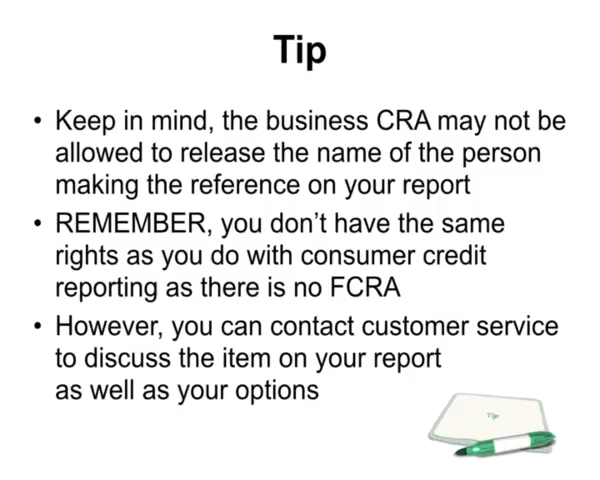 Tip
• Keep in mind, the business CRA may not be
allowed to release the name of the person
making the reference on your report
• REMEMBER, you don’t have the same
rights as you do with consumer credit
reporting as there is no FCRA
• However, you can contact customer service
to discuss the item on your report
as well as your options
Tip